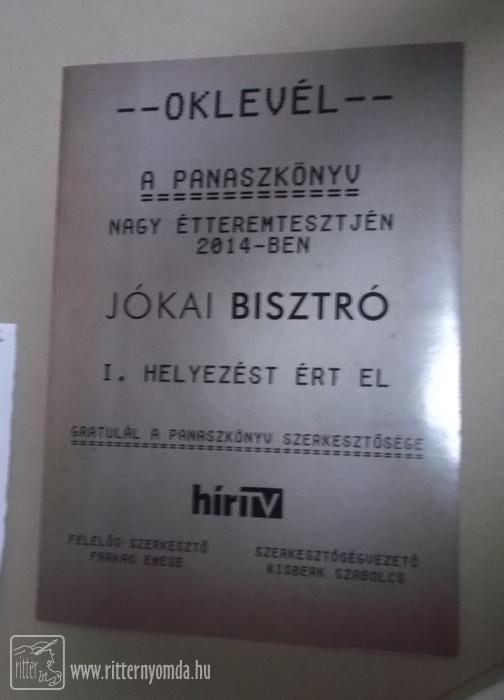 --OKLEVÉL--
A PANASZKÖNYV
NAGY ÉTTEREMTESZTJÉN
2014-BEN
JÓKAI BISZTRÓ
I. HELYEZÉST ÉRT EL
GRATULÁL A PANASZKÖNYV SZERKESZTŐSÉGE
hírTV
FELELŐS SZERKESZTŐ
FARKAS EMESE
SZERKESZTŐSÉGVEZETŐ
KISBERK SZABOLCS
ritter
www.ritternyomda.hu